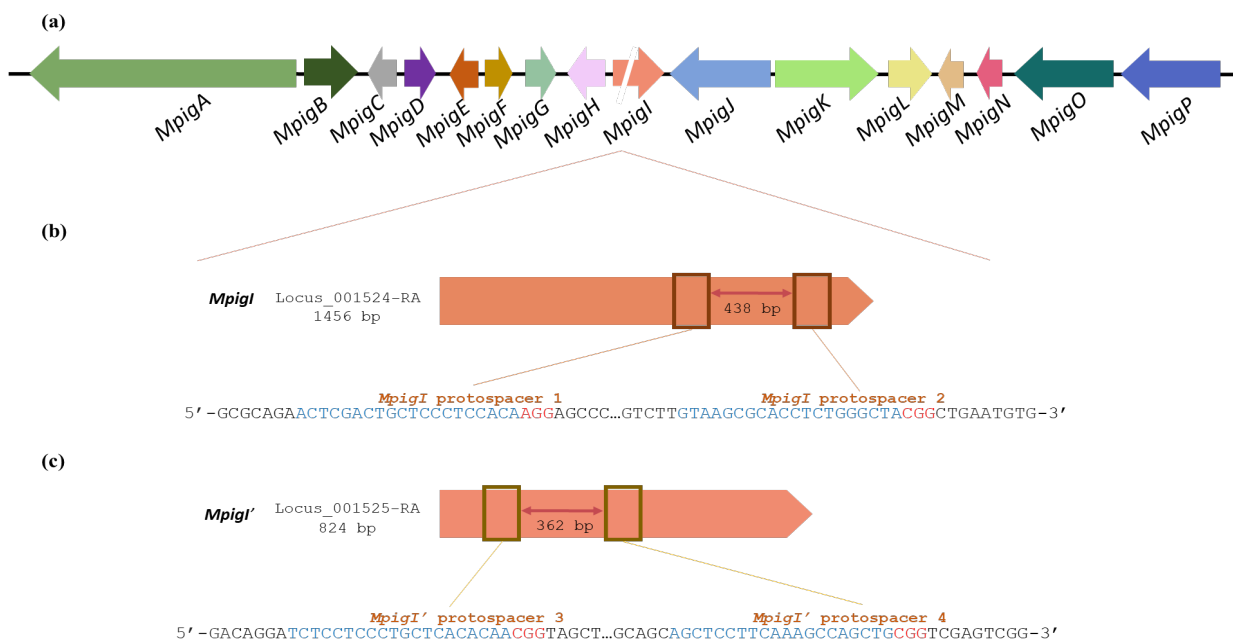 (a)
MpigA
MpigB
MpigC
MpigD
MpigE
MpigF
MpigG
MpigH
MpigI
MpigJ
MpigK
MpigL
MpigM
MpigN
MpigO
MpigP
(b)
MpigI
Locus_001524-RA
1456 bp
438 bp
MpigI protospacer 1
MpigI protospacer 2
5′-GCGCAGAACTCGACTGCTCCCTCCACAAGGAGCCC…GTCTTGTAAGCGCACCTCTGGGCTACGGCTGAATGTG-3′
(c)
MpigI′
Locus_001525-RA
824 bp
362 bp
MpigI′ protospacer 3
MpigI′ protospacer 4
5′-GACAGGATCTCCTCCCTGCTCACACAACGGTAGCT…GCAGCAGCTCCTTCAAAGCCAGCTGCGGTCGAGTCGG-3′